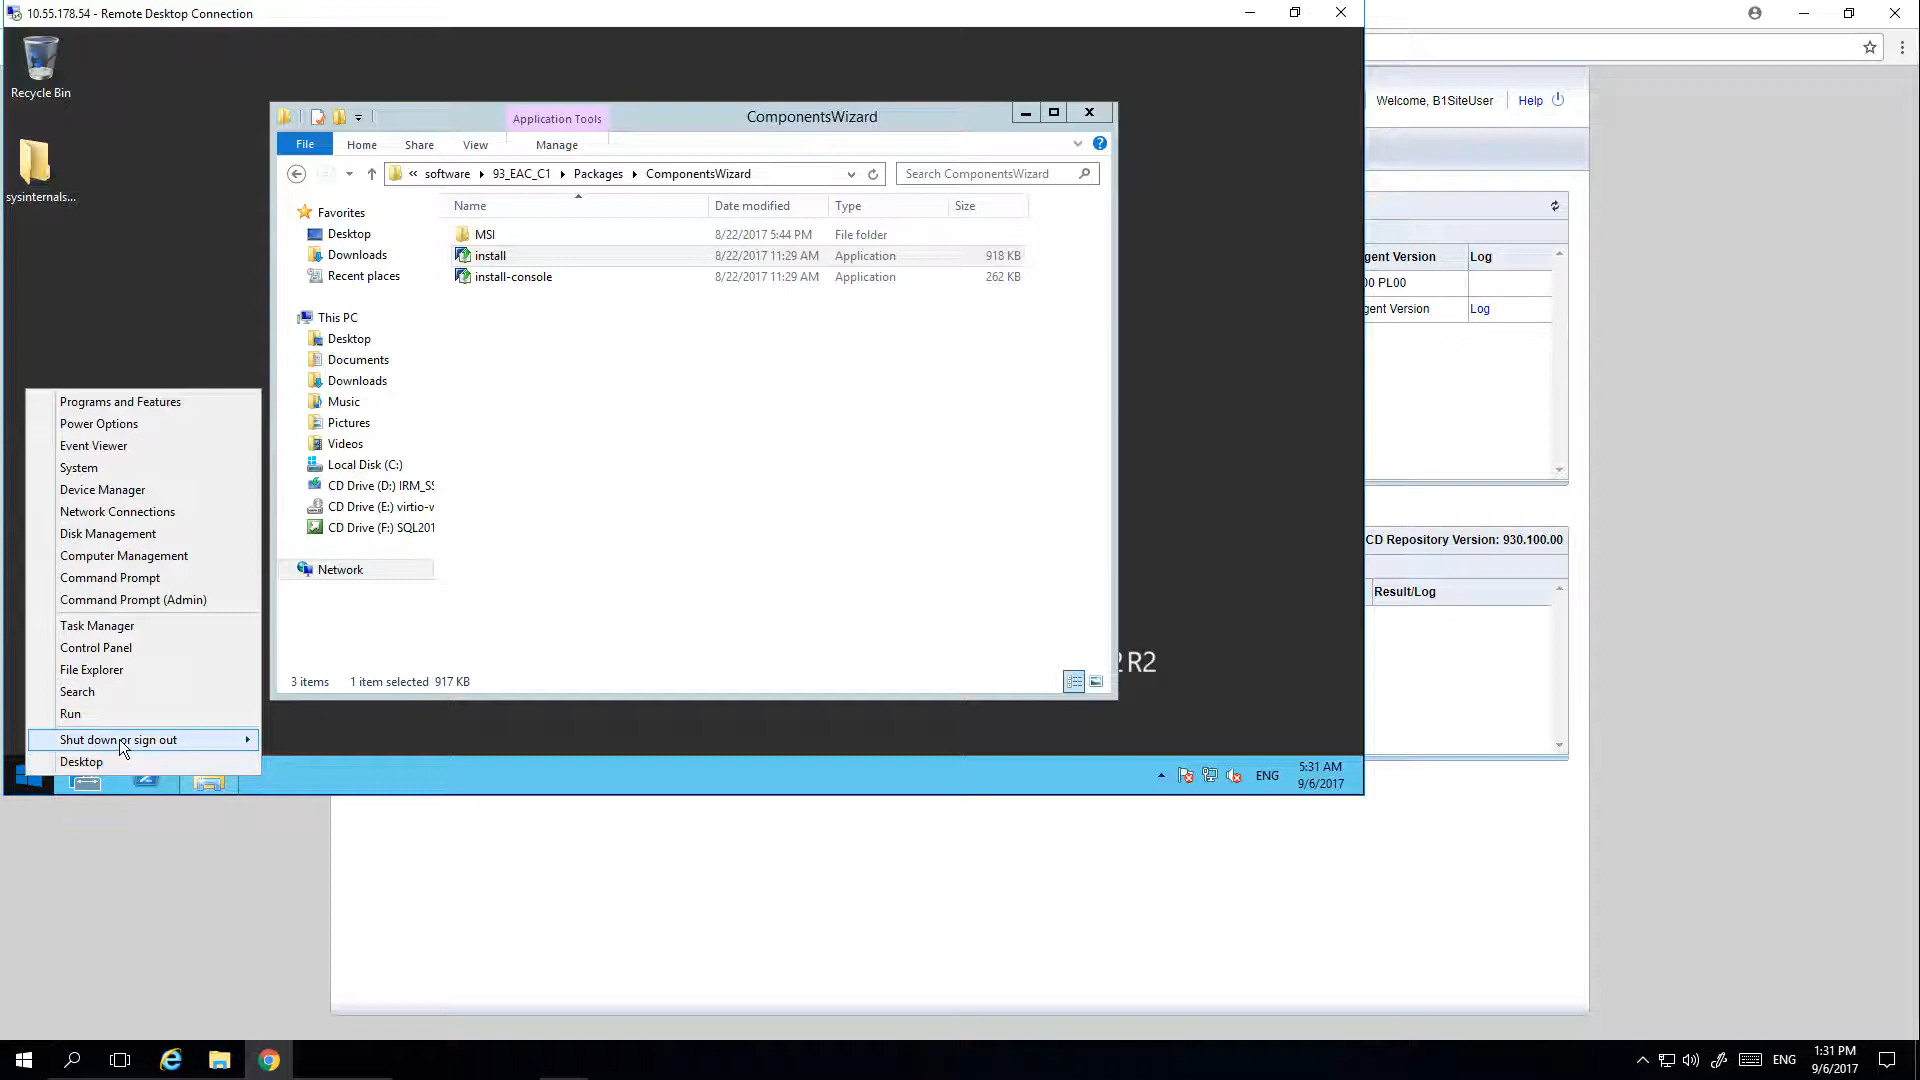 10.55.178.54 - Remote Desktop Connection
Recycle Bin
sysinternals...
Application Tools
ComponentsWizard
File
Home
Share
View
Manage
« software
93_EAC_C1
Packages
ComponentsWizard
Search ComponentsWizard
Name
Date modified
Type
Size
MSI
8/22/2017 5:44 PM
File folder
install
8/22/2017 11:29 AM
Application
918 KB
install-console
8/22/2017 11:29 AM
Application
262 KB
Favorites
Desktop
Downloads
Recent places
This PC
Desktop
Documents
Downloads
Music
Pictures
Videos
Local Disk (C:)
CD Drive (D:) IRM_SS
CD Drive (E:) virtio-w
CD Drive (F:) SQL201
Network
3 items
1 item selected 917 KB
Programs and Features
Power Options
Event Viewer
System
Device Manager
Network Connections
Disk Management
Computer Management
Command Prompt
Command Prompt (Admin)
Task Manager
Control Panel
File Explorer
Search
Run
Shut down or sign out
Desktop
R2
ENG
5:31 AM
9/6/2017
Welcome, B1SiteUser
Help
gent Version
Log
00 PL00
gent Version
Log
CD Repository Version: 930.100.00
Result/Log
ENG
1:31 PM
9/6/2017